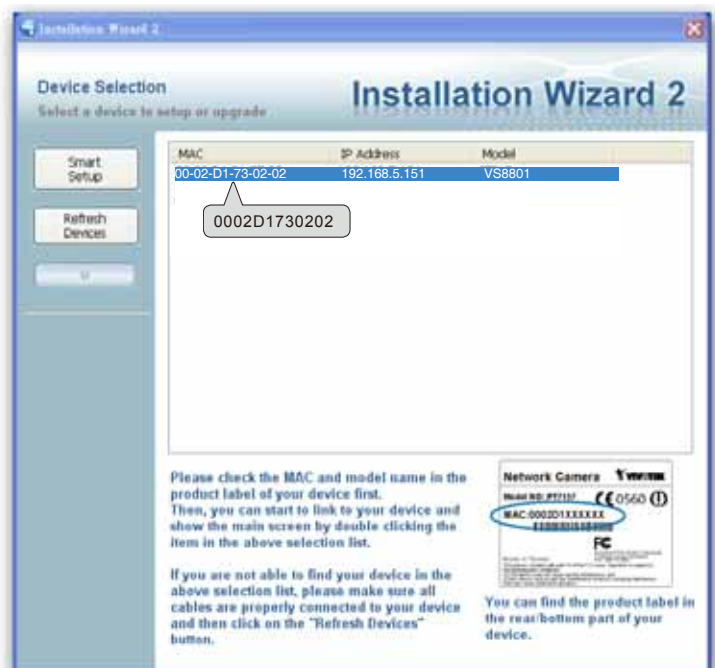 Installation Wizard 2
Device Selection
Select a device to setup or upgrade
Installation Wizard 2
Smart
Setup
Refresh
Devices
MAC IP Address Model
00-02-D1-73-02-02 192.168.5.151 VS8801
0002D1730202
Please check the MAC and model name in the
product label of your device first.
Then, you can start to link to your device and
show the main screen by double clicking the
item in the above selection list.
If you are not able to find your device in the
above selection list, please make sure all
cables are properly connected to your device
and then click on the "Refresh Devices"
button.
Network Camera VIVOTEK
Model NO: PT7137 CE 0560
MAC:0002D1XXXXXX
FC
You can find the product label in
the rear/bottom part of your
device.